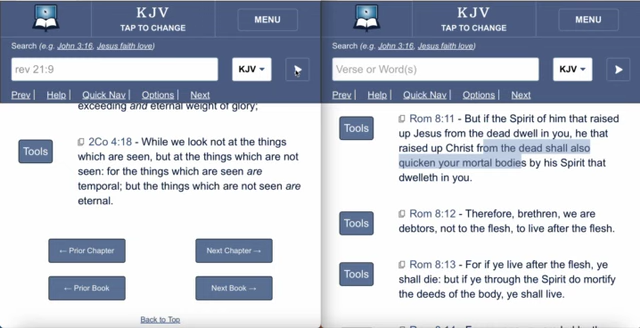 KJV
TAP TO CHANGE
MENU
Search (e.g. John 3:16, Jesus faith love)
rev 21:9
KJV
Prev | Help | Quick Nav | Options | Next
exceeding and eternal weight of glory;
Tools
2Co 4:18 - While we look not at the things
which are seen, but at the things which are not
seen: for the things which are seen are
temporal; but the things which are not seen are
eternal.
← Prior Chapter
Next Chapter →
← Prior Book
Next Book →
Back to Top
KJV
TAP TO CHANGE
MENU
Search (e.g. John 3:16, Jesus faith love)
Verse or Word(s)
KJV
Prev | Help | Quick Nav | Options | Next
Tools
Rom 8:11 - But if the Spirit of him that raised
up Jesus from the dead dwell in you, he that
raised up Christ from the dead shall also
quicken your mortal bodies by his Spirit that
dwelleth in you.
Tools
Rom 8:12 - Therefore, brethren, we are
debtors, not to the flesh, to live after the flesh.
Tools
Rom 8:13 - For if ye live after the flesh, ye
shall die: but if ye through the Spirit do mortify
the deeds of the body, ye shall live.